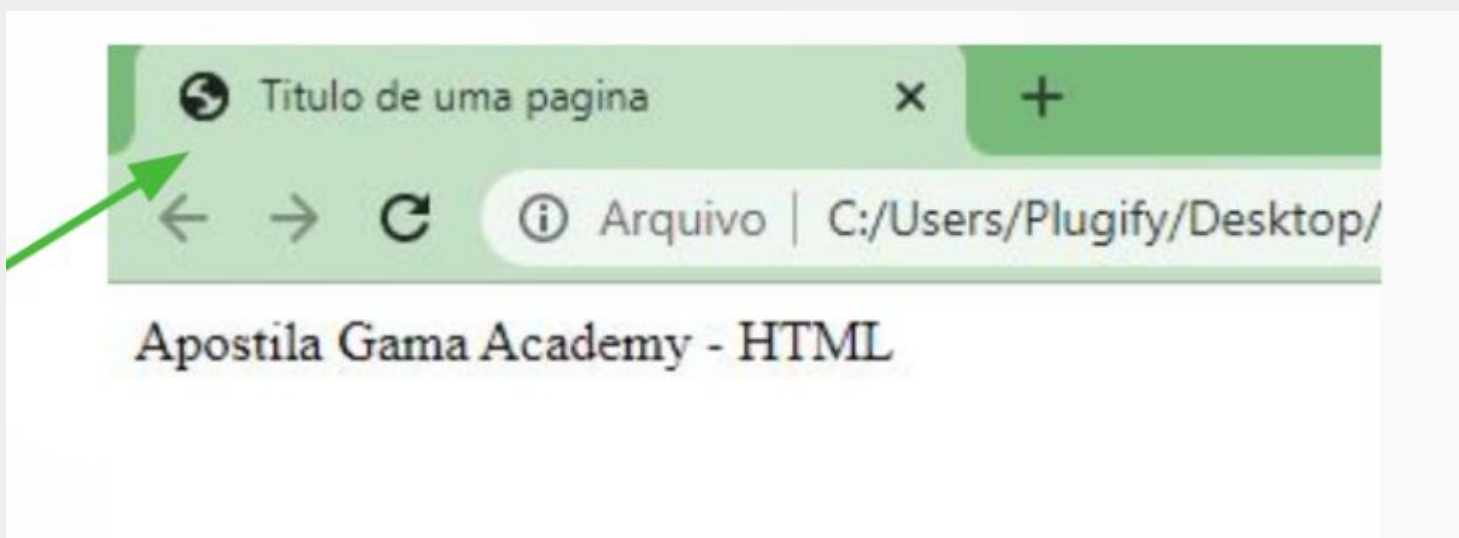 Titulo de uma pagina
Arquivo | C:/Users/Plugify/Desktop/
Apostila Gama Academy - HTML